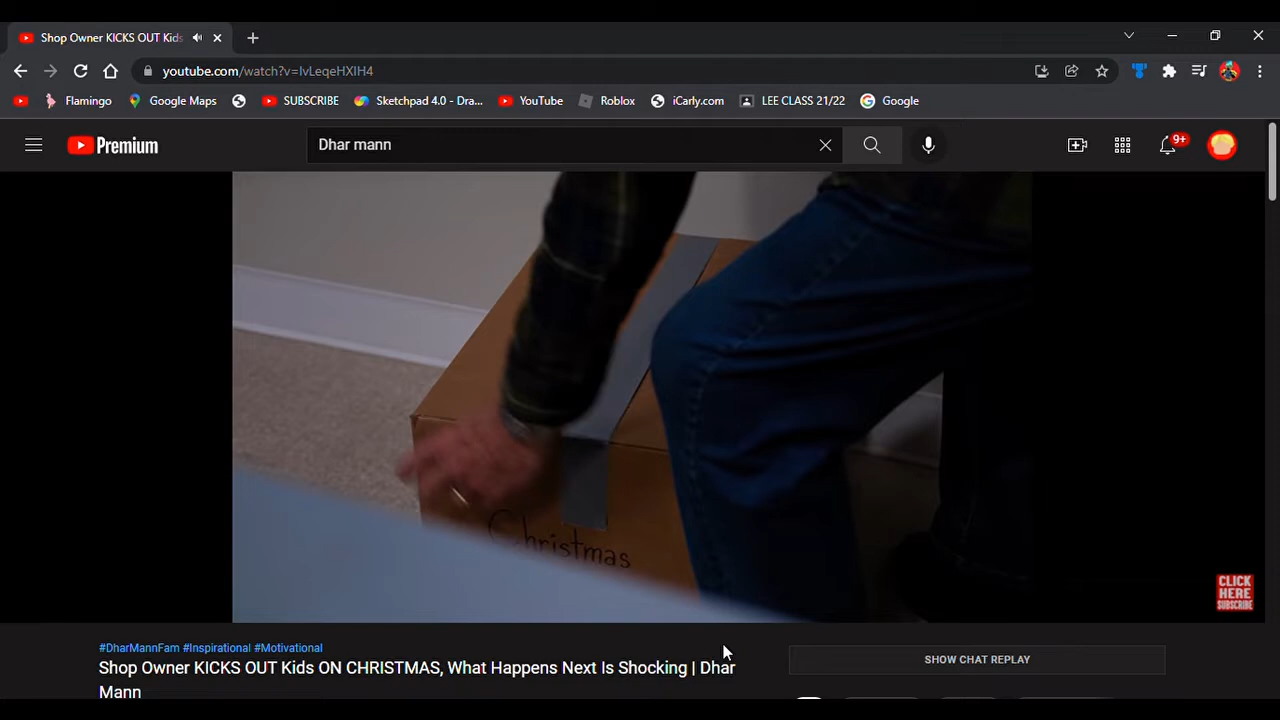 Shop Owner KICKS OUT Kids
youtube.com/watch?v=IvLeqeHXIH4
Flamingo Google Maps SUBSCRIBE Sketchpad 4.0 - Dra... YouTube Roblox iCarly.com LEE CLASS 21/22 Google
Premium Dhar mann 9+
Christmas
CLICK
HERE
SUBSCRIBE
#DharMannFam #Inspirational #Motivational
Shop Owner KICKS OUT Kids ON CHRISTMAS, What Happens Next Is Shocking | Dhar
Mann
SHOW CHAT REPLAY